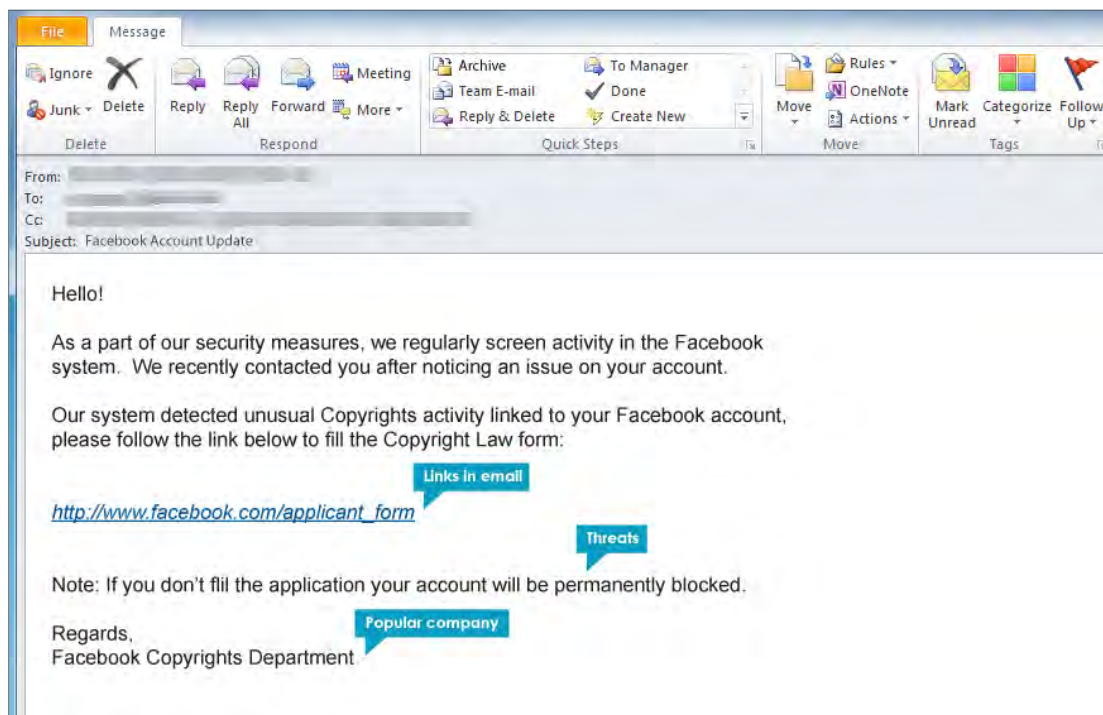 File Message
Ignore
Junk
Delete
Delete
Reply
Reply All
Forward
Meeting
More
Respond
Archive
Team E-mail
Reply & Delete
To Manager
Done
Create New
Quick Steps
Move
Rules
OneNote
Actions
Move
Mark Unread
Categorize
Follow Up
Tags
From:
To:
Cc:
Subject: Facebook Account Update
Hello!
As a part of our security measures, we regularly screen activity in the Facebook
system. We recently contacted you after noticing an issue on your account.
Our system detected unusual Copyrights activity linked to your Facebook account,
please follow the link below to fill the Copyright Law form:
Links in email
http://www.facebook.com/applicant_form
Threats
Note: If you don't flil the application your account will be permanently blocked.
Popular company
Regards,
Facebook Copyrights Department